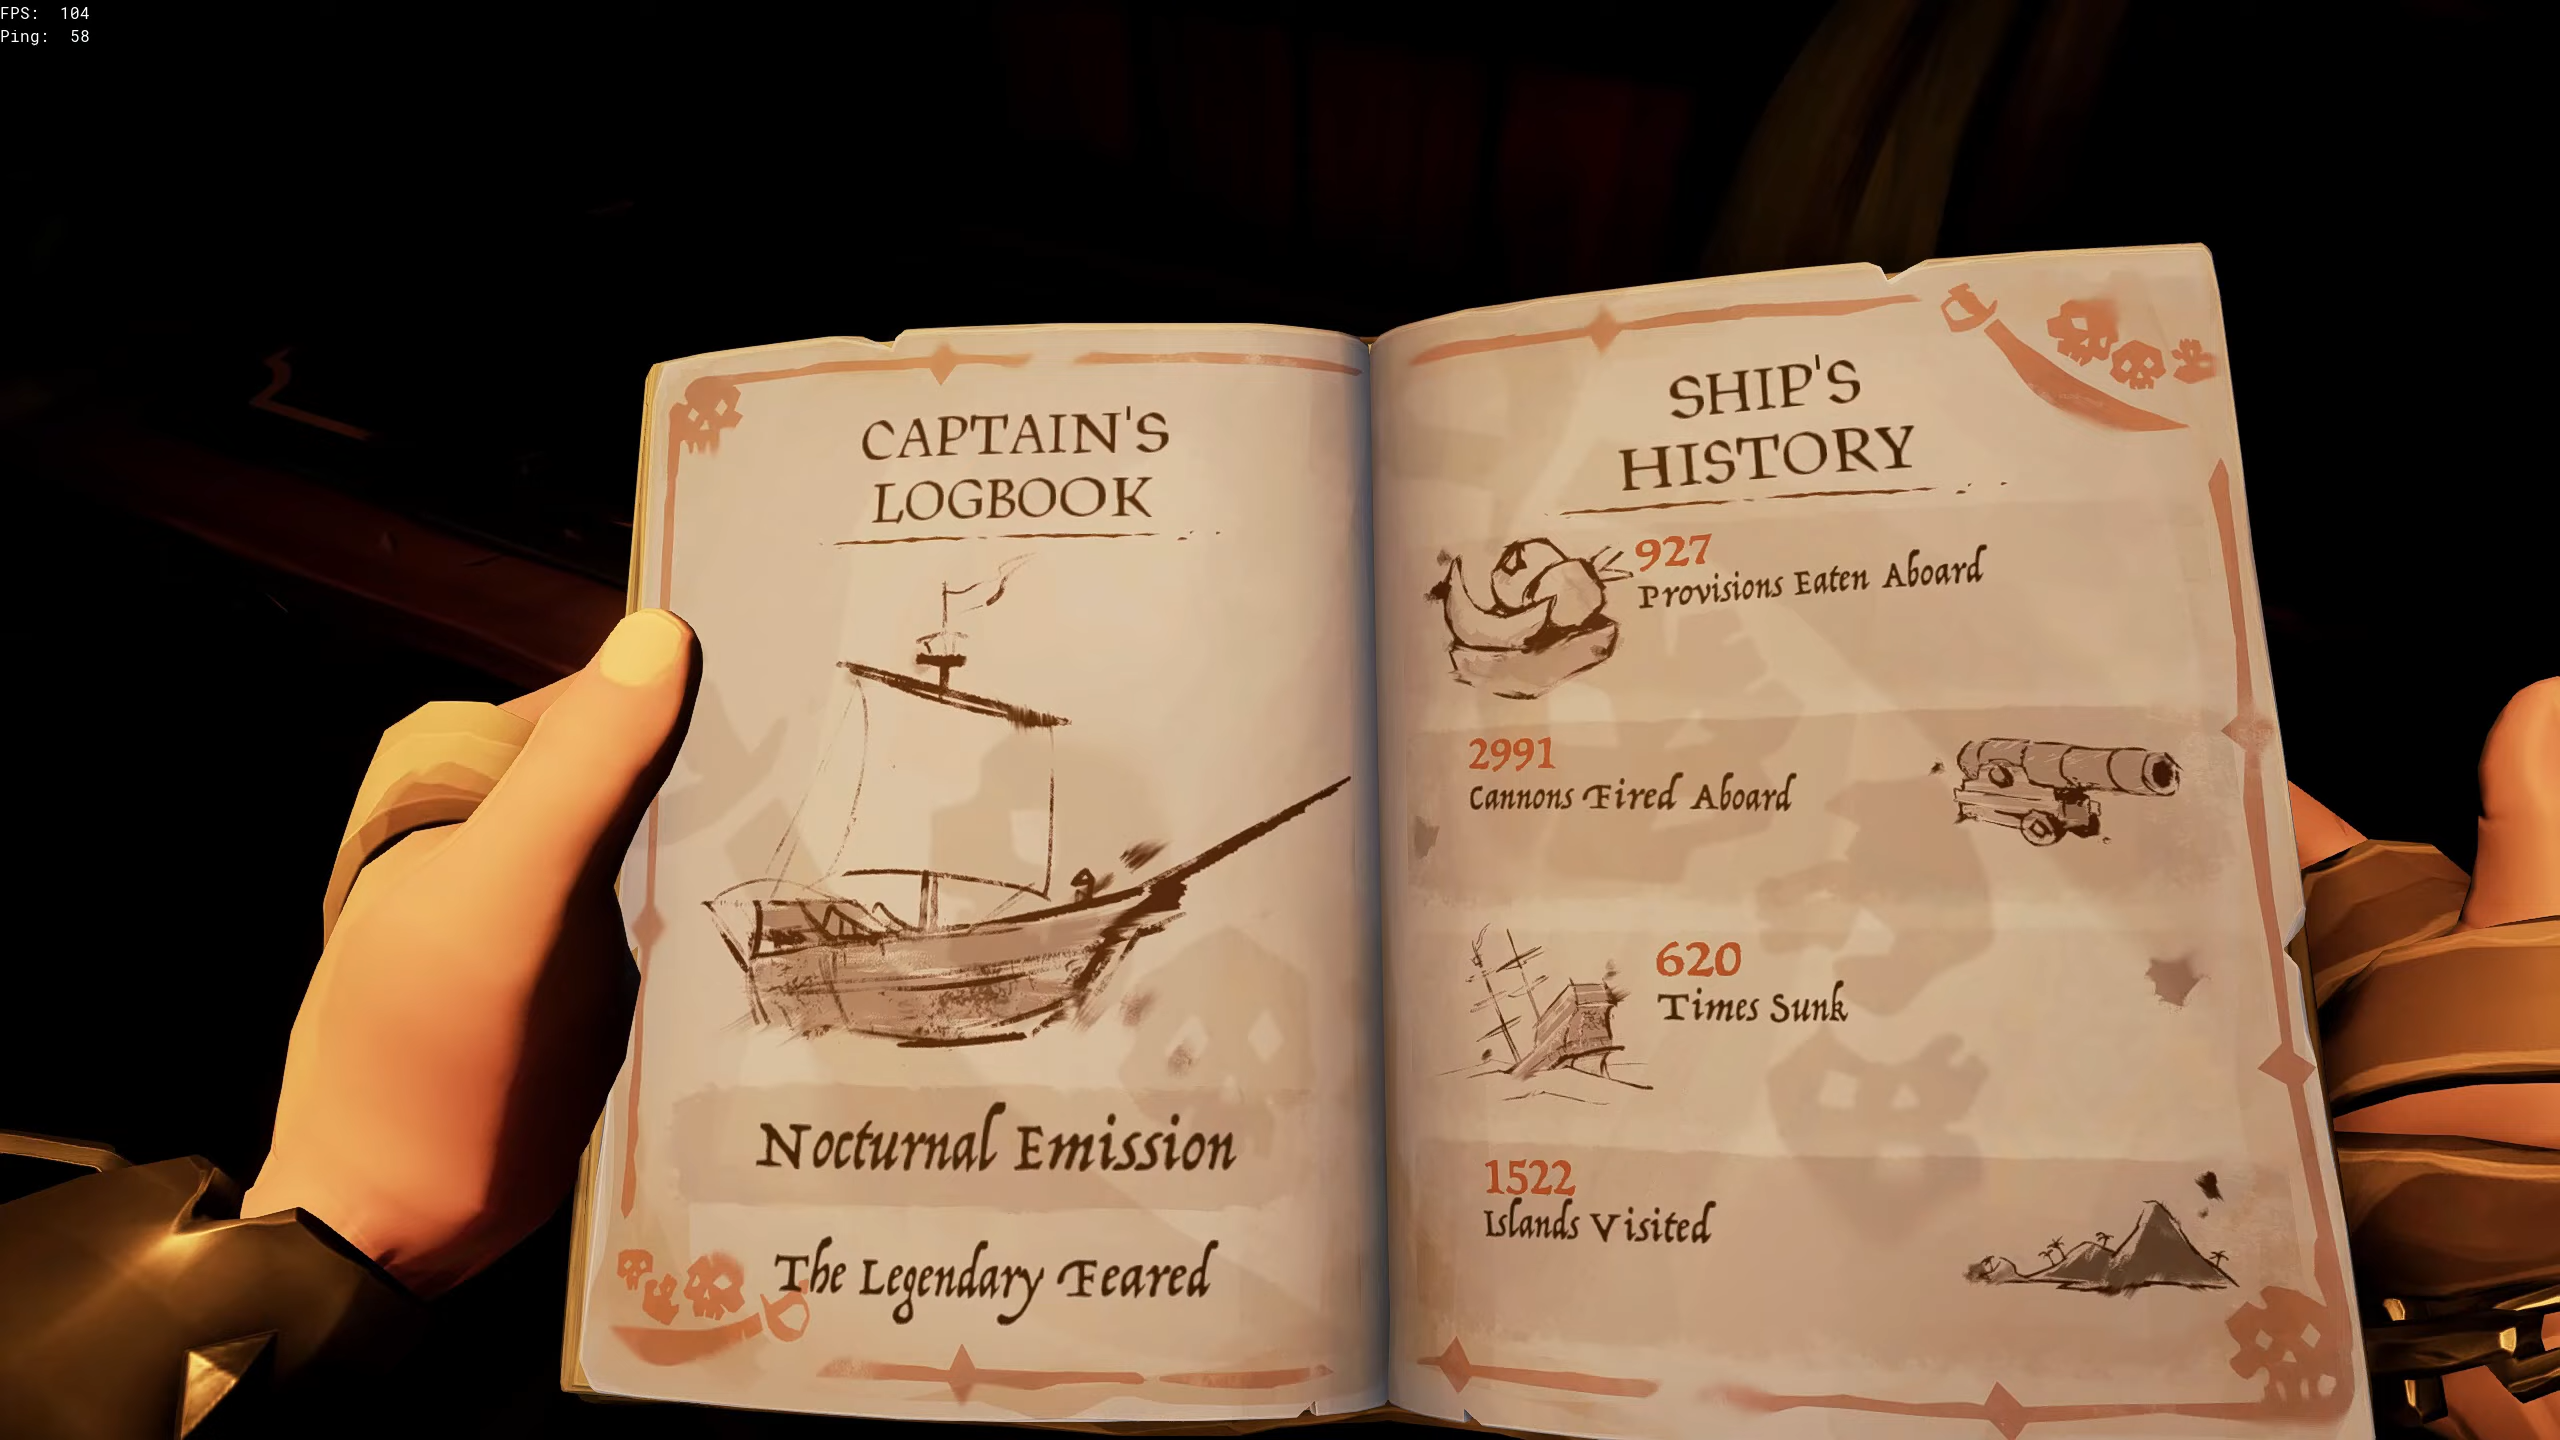 FPS: 104
Ping: 58
CAPTAIN'S
LOGBOOK
Nocturnal Emission
The Legendary Feared
SHIP'S
HISTORY
927
Provisions Eaten Aboard
2991
Cannons Fired Aboard
620
Times Sunk
1522
Islands Visited